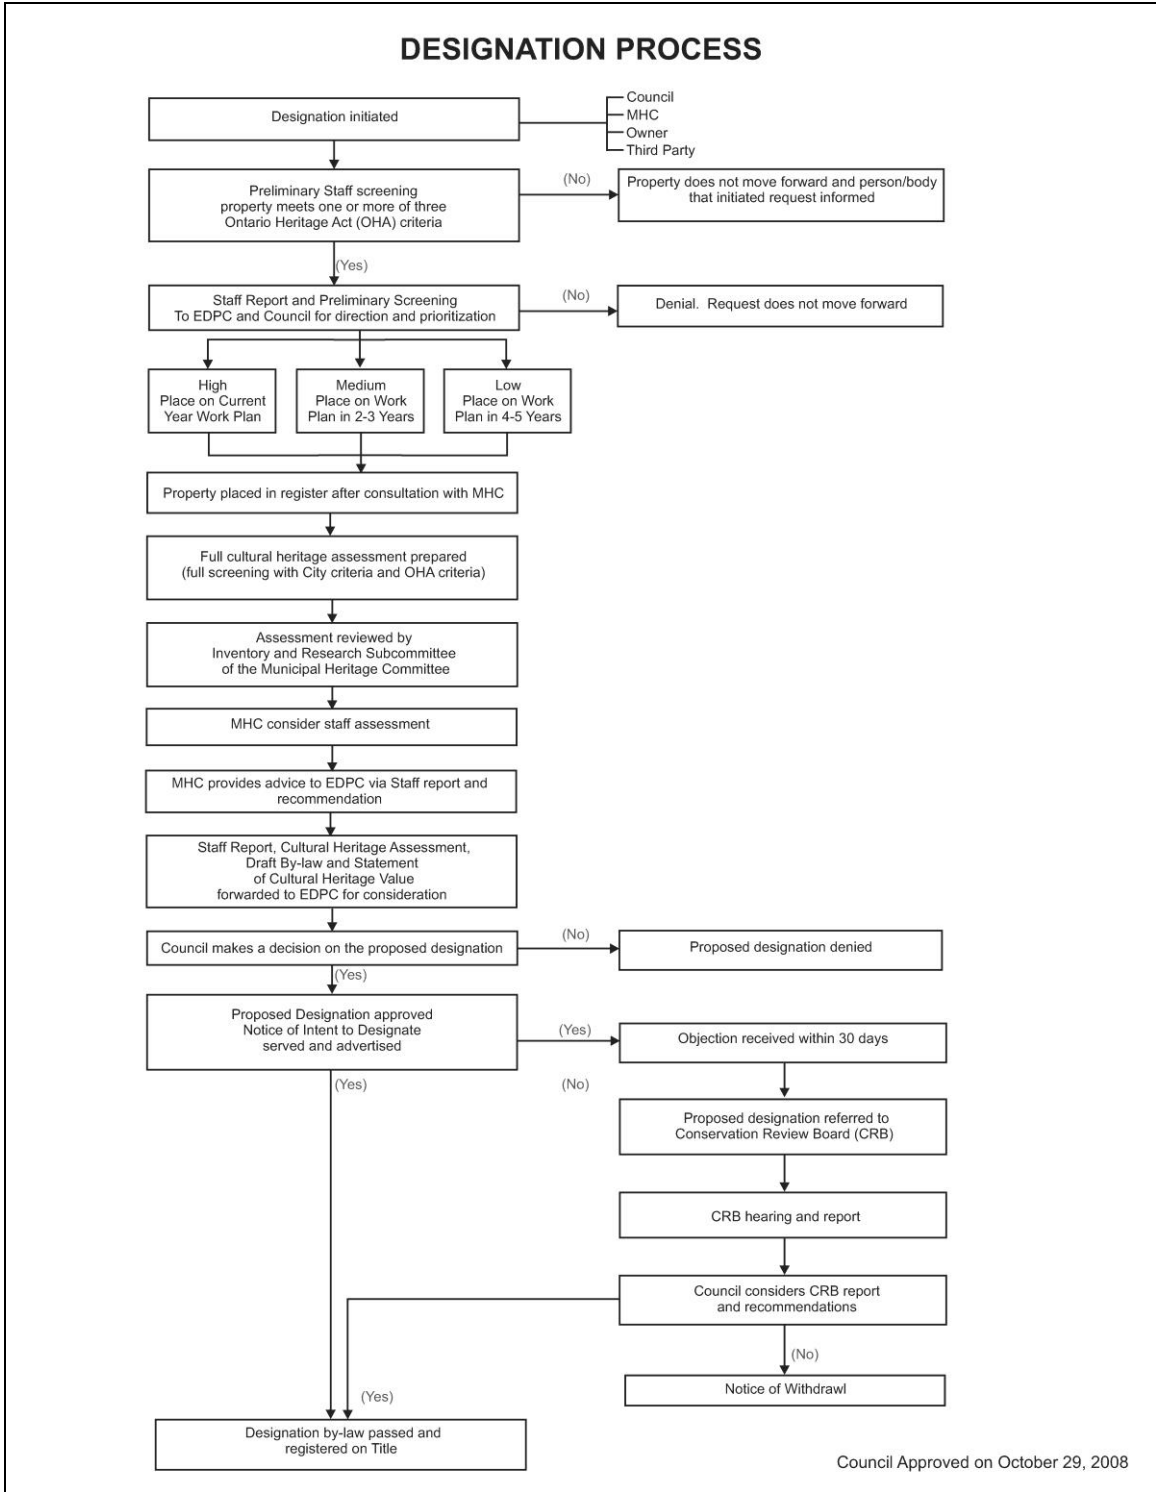 DESIGNATION PROCESS
Designation initiated
Council
MHC
Owner
Third Party
Preliminary Staff screening
property meets one or more of three
Ontario Heritage Act (OHA) criteria
(No)
Property does not move forward and person/body
that initiated request informed
(Yes)
Staff Report and Preliminary Screening
To EDPC and Council for direction and prioritization
(No)
Denial. Request does not move forward
High
Place on Current
Year Work Plan
Medium
Place on Work
Plan in 2-3 Years
Low
Place on Work
Plan in 4-5 Years
Property placed in register after consultation with MHC
Full cultural heritage assessment prepared
(full screening with City criteria and OHA criteria)
Assessment reviewed by
Inventory and Research Subcommittee
of the Municipal Heritage Committee
MHC consider staff assessment
MHC provides advice to EDPC via Staff report and
recommendation
Staff Report, Cultural Heritage Assessment,
Draft By-law and Statement
of Cultural Heritage Value
forwarded to EDPC for consideration
Council makes a decision on the proposed designation
(No)
Proposed designation denied
(Yes)
Proposed Designation approved
Notice of Intent to Designate
served and advertised
(Yes)
Objection received within 30 days
(Yes)
(No)
Proposed designation referred to
Conservation Review Board (CRB)
CRB hearing and report
Council considers CRB report
and recommendations
(No)
Notice of Withdrawl
(Yes)
Designation by-law passed and
registered on Title
Council Approved on October 29, 2008